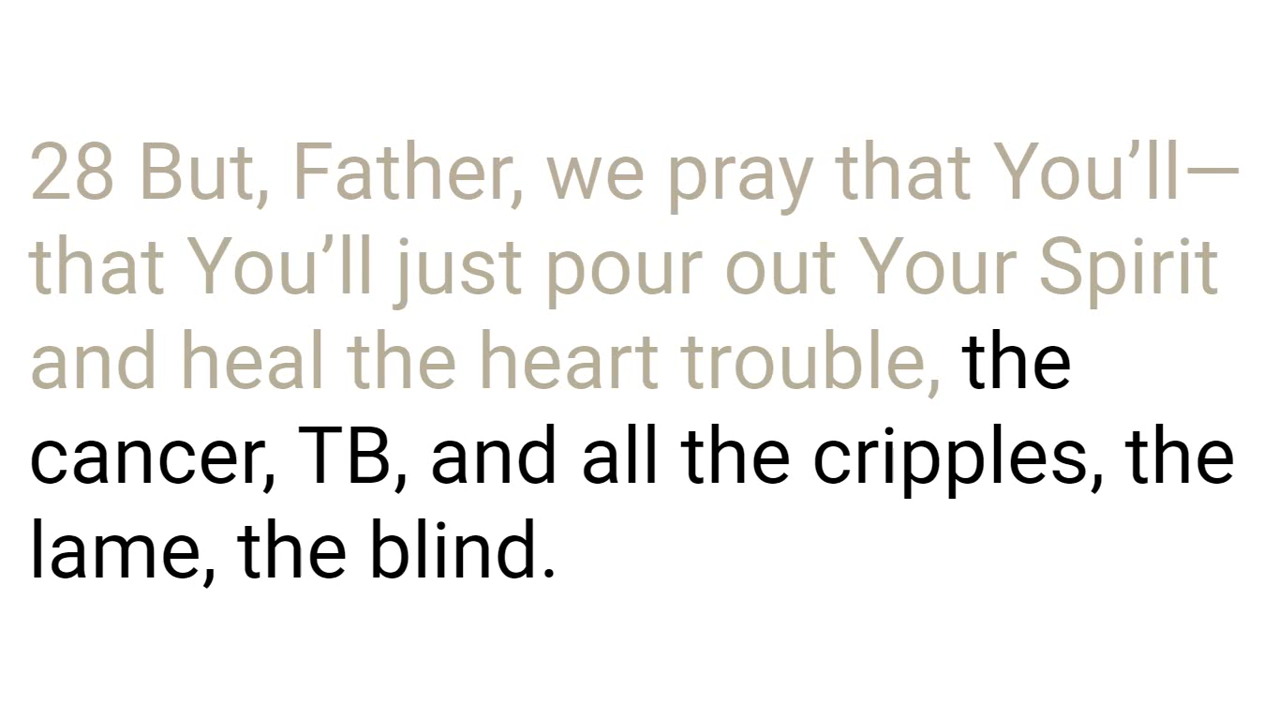 28 But, Father, we pray that You’ll—
that You’ll just pour out Your Spirit
and heal the heart trouble, the
cancer, TB, and all the cripples, the
lame, the blind.